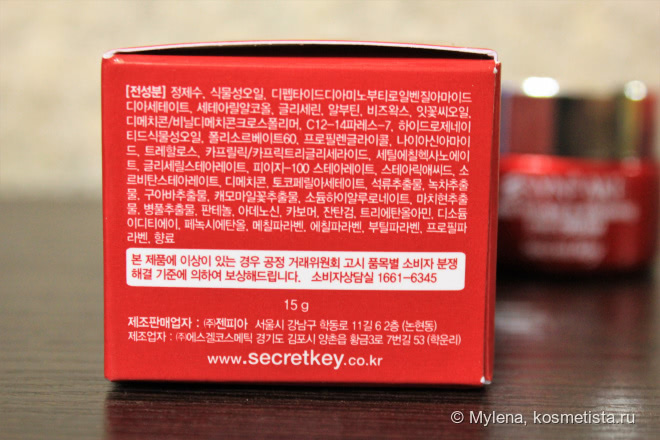 [전성분] 정제수, 식물성오일, 디펩타이드디아미노부티로일벤질아마이드
디아세테이트, 세테아릴알코올, 글리세린, 알부틴, 비즈왁스, 잇꽃씨오일,
디메치콘/비닐디메치콘크로스폴리머, C12-14파레스-7, 하이드로제네이
티드식물성오일, 폴리소르베이트60, 프로필렌글라이콜, 나이아신아마이
드, 트레할로스, 카프릴릭/카프릭트리글리세라이드, 세틸에칠헥사노에이
트, 글리세릴스테아레이트, 피이지-100 스테아레이트, 스테아릭애씨드, 소
르비탄스테아레이트, 디메치콘, 토코페릴아세테이트, 석류추출물, 녹차추출
물, 구아바추출물, 캐모마일꽃추출물, 소듐하이알루로네이트, 마치현추출
물, 병풀추출물, 판테놀, 아데노신, 카보머, 잔탄검, 트리에탄올아민, 디소듐
이디티에이, 페녹시에탄올, 메칠파라벤, 에칠파라벤, 부틸파라벤, 프로필파
라벤, 향료
본 제품에 이상이 있는 경우 공정 거래위원회 고시 품목별 소비자 분쟁
해결 기준에 의하여 보상해드립니다. 소비자상담실 1661-6345
15 g
제조판매업자 : ㈜젠피아 서울시 강남구 학동로 11길 6 2층 (논현동)
제조업자 : ㈜에스겔코스메틱 경기도 김포시 양촌읍 황금3로 7번길 53 (학운리)
www.secretkey.co.kr
© Mylena, kosmetista.ru